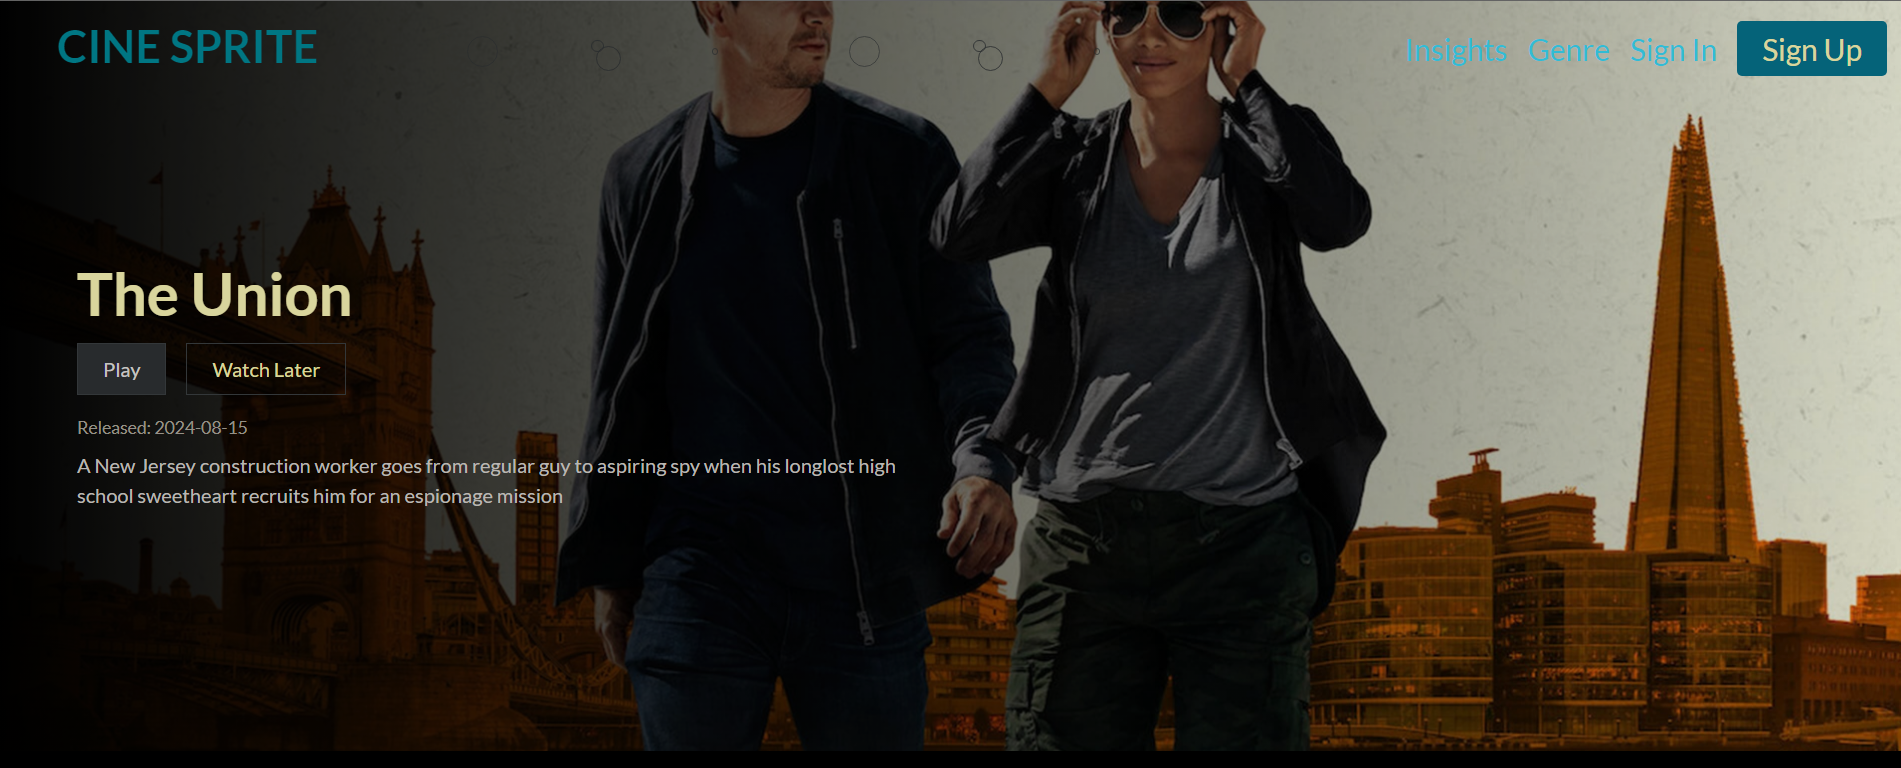 CINE SPRITE
Insights Genre Sign In Sign Up
The Union
Play Watch Later
Released: 2024-08-15
A New Jersey construction worker goes from regular guy to aspiring spy when his longlost high
school sweetheart recruits him for an espionage mission